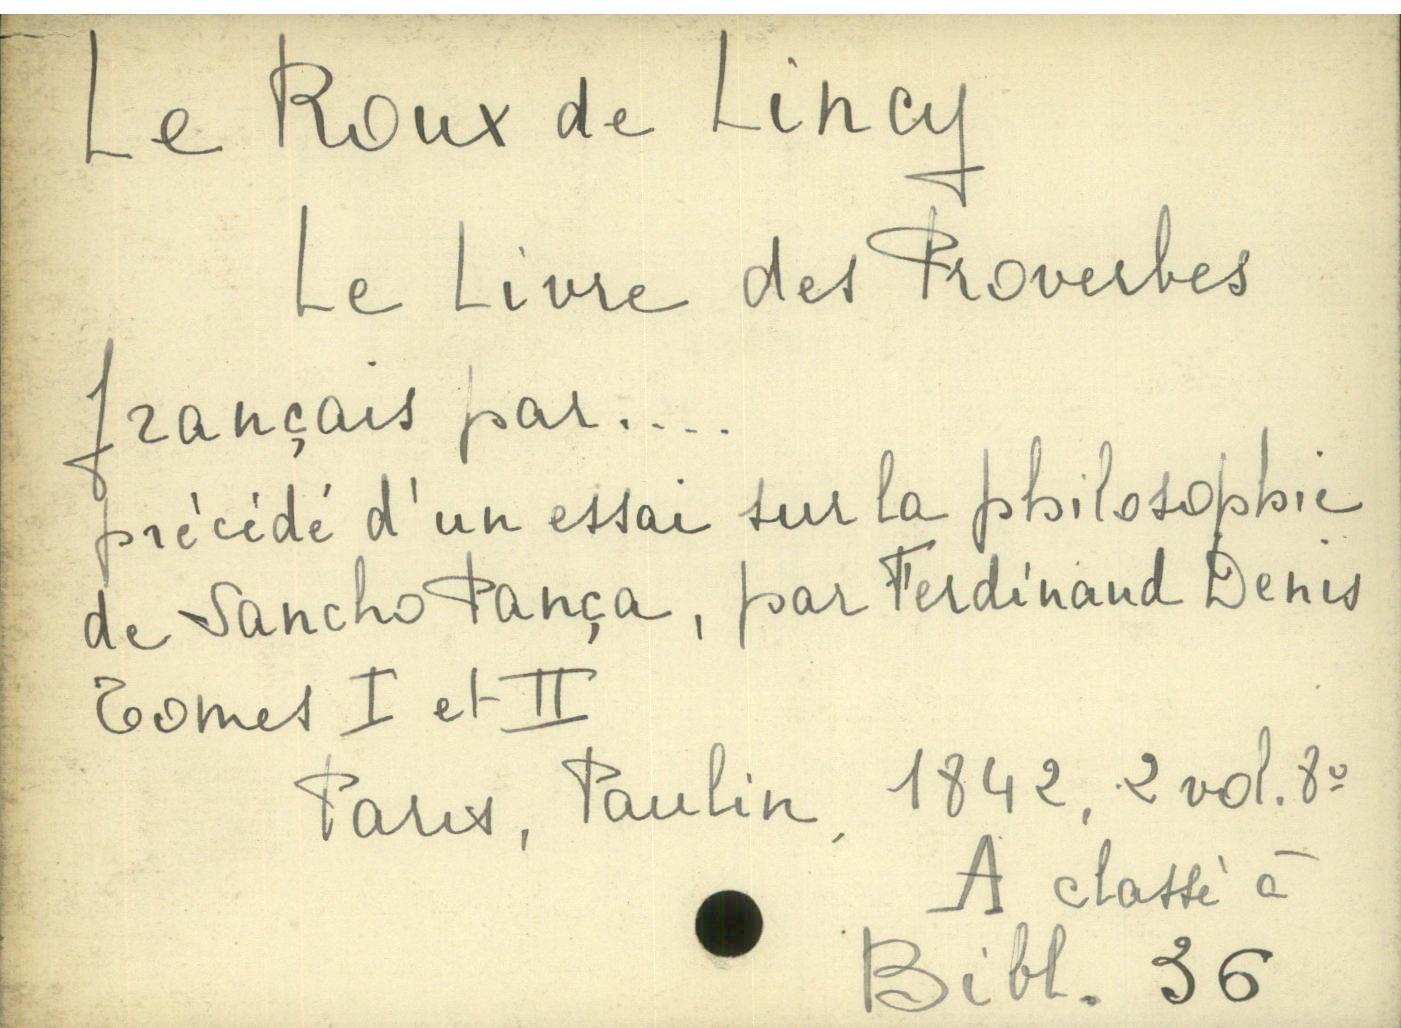 Le Roux de Lincy
Le Livre des Proverbes
français par....
précédé d'un essai sur la philosophie
de Sancho Pança, par Ferdinand Denis
Tomes I et II
Paris, Paulin, 1842, 2 vol. 8º
A classé à
Bibl. 36